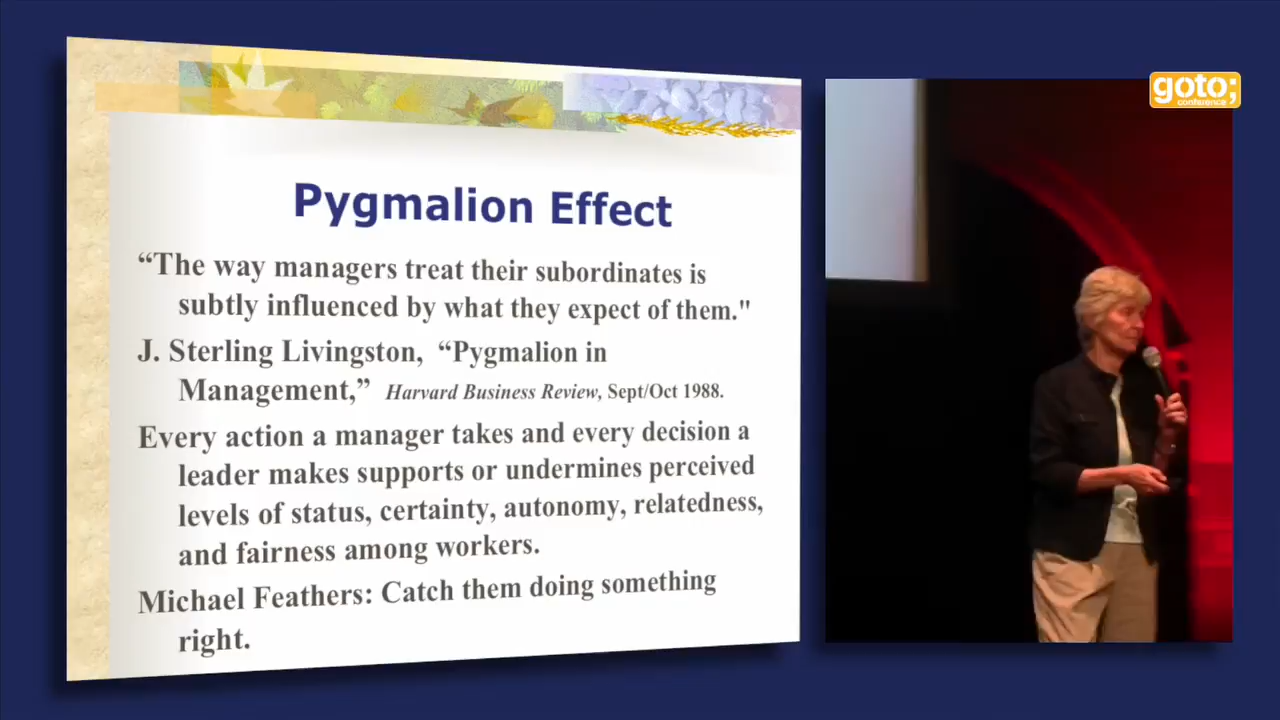 goto;
conference
Pygmalion Effect
“The way managers treat their subordinates is
subtly influenced by what they expect of them."
J. Sterling Livingston, “Pygmalion in
Management,” Harvard Business Review, Sept/Oct 1988.
Every action a manager takes and every decision a
leader makes supports or undermines perceived
levels of status, certainty, autonomy, relatedness,
and fairness among workers.
Michael Feathers: Catch them doing something
right.